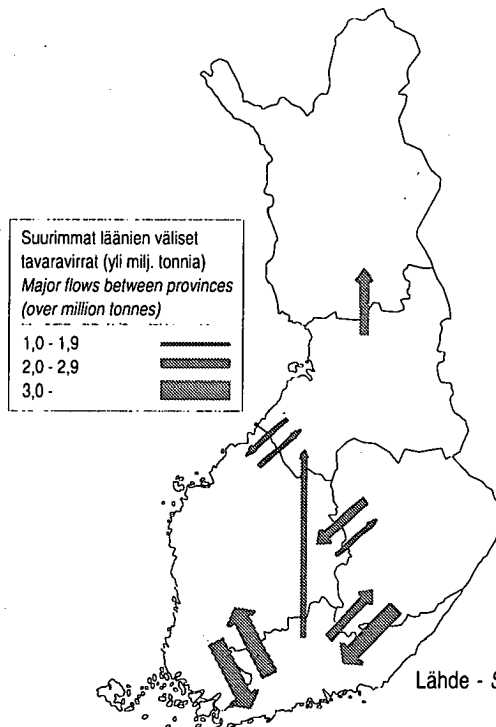 Suurimmat läänien väliset
tavaravirrat (yli milj. tonnia)
Major flows between provinces
(over million tonnes)
1,0 - 1,9
2,0 - 2,9
3,0 -
Lähde - S